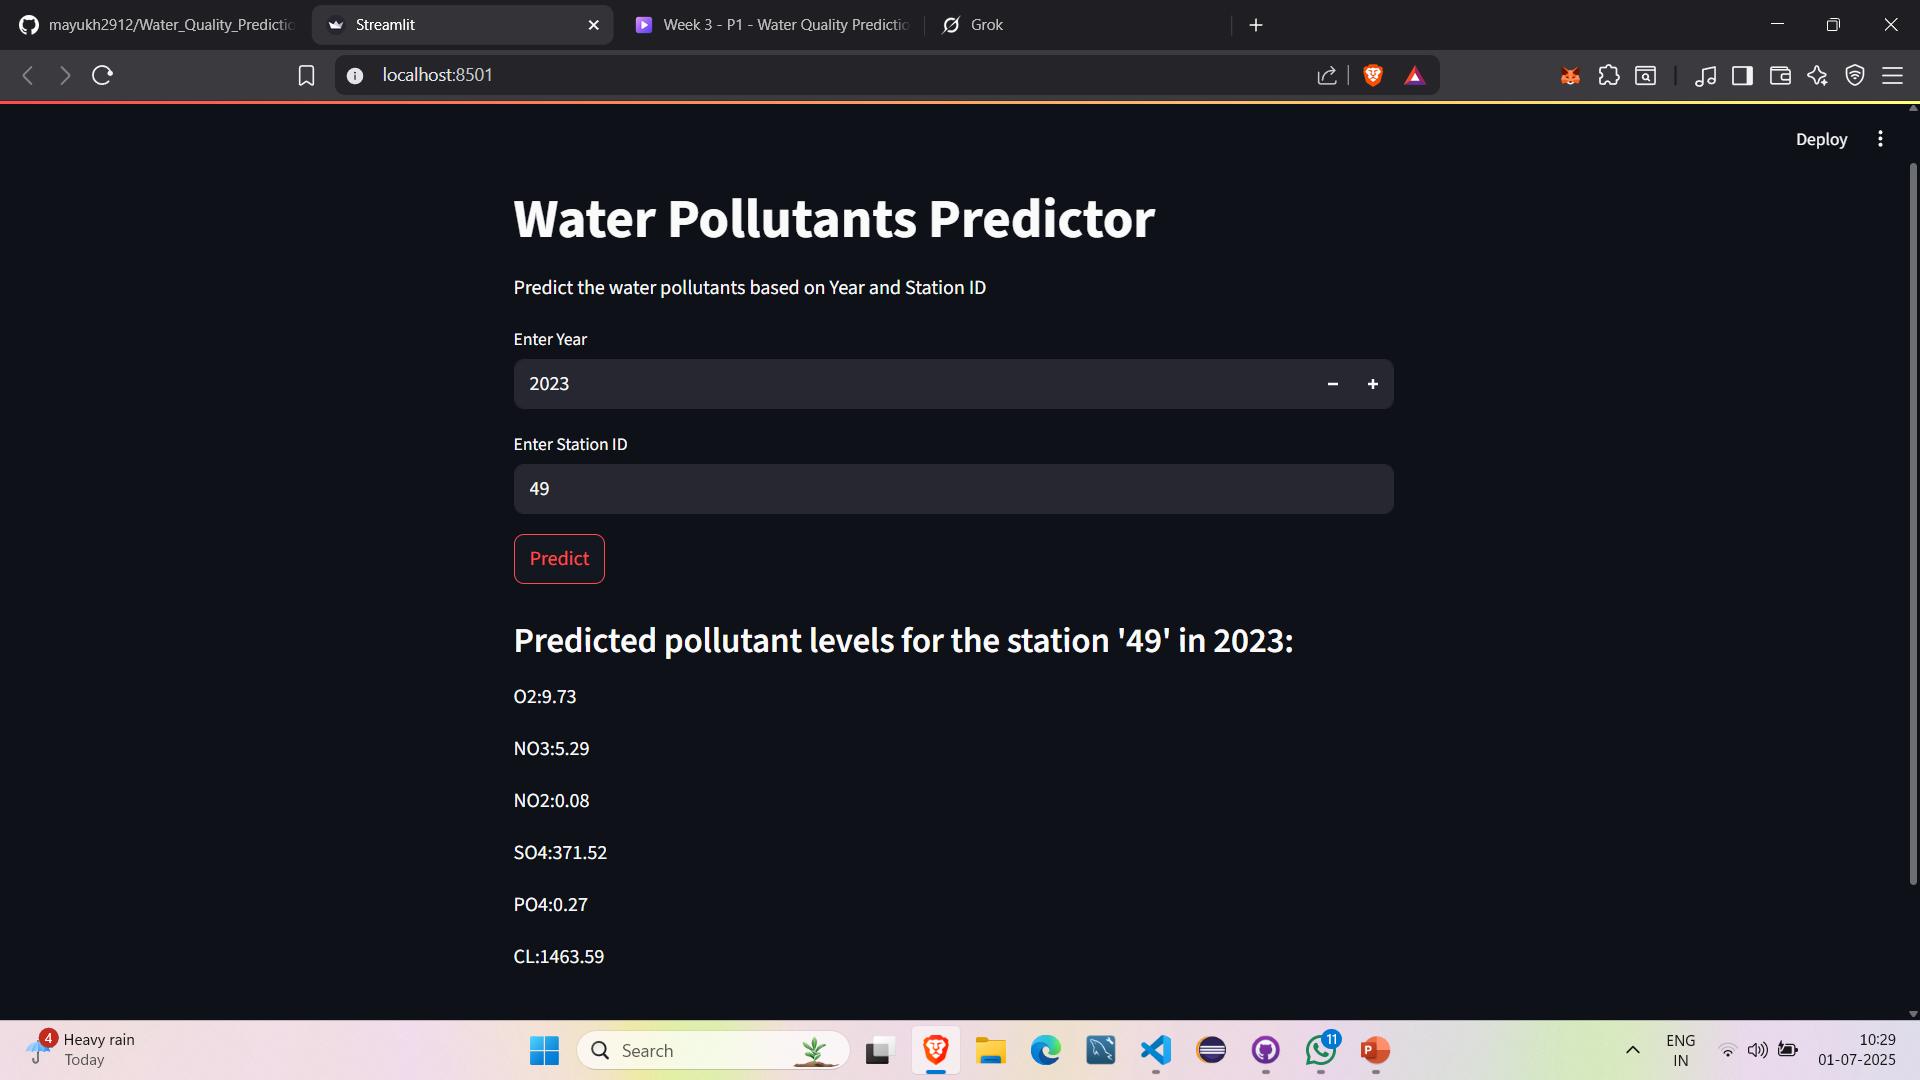 mayukh2912/Water_Quality_Predictio
Streamlit
Week 3 - P1 - Water Quality Predictio
Grok
localhost:8501
Deploy
Water Pollutants Predictor
Predict the water pollutants based on Year and Station ID
Enter Year
2023
Enter Station ID
49
Predict
Predicted pollutant levels for the station '49' in 2023:
O2:9.73
NO3:5.29
NO2:0.08
SO4:371.52
PO4:0.27
CL:1463.59
4
Heavy rain
Today
Search
11
P
ENG
IN
10:29
01-07-2025